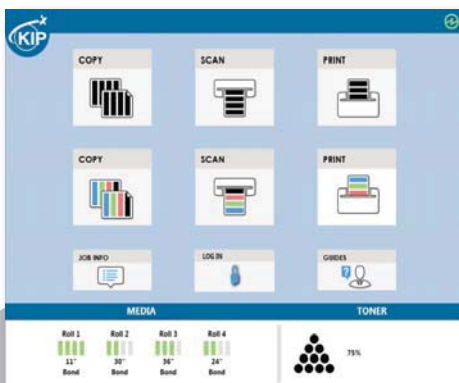 KIP
COPY SCAN PRINT
COPY SCAN PRINT
JOB INFO LOG IN GUIDES
MEDIA TONER
Roll 1 Roll 2 Roll 3 Roll 4
11" 30" 36" 24"
Bond Bond Bond Bond
75%